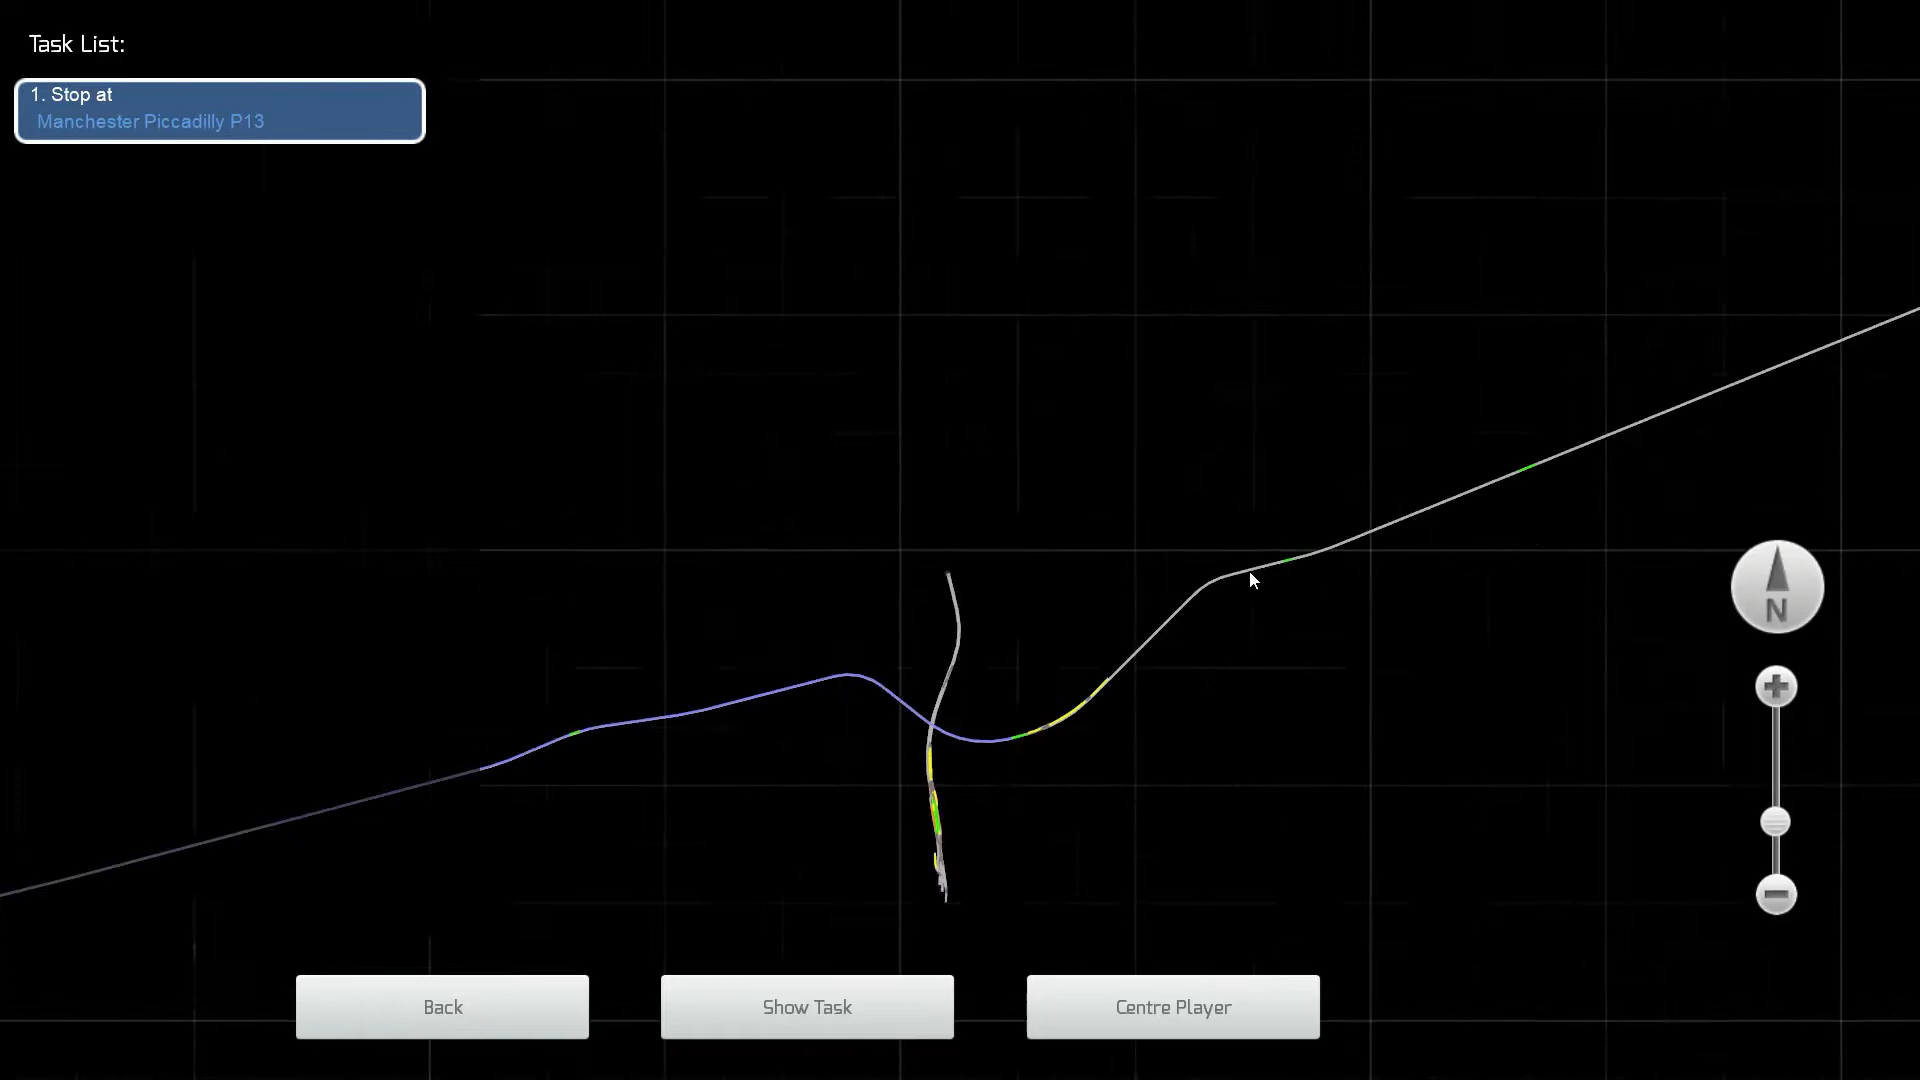 Task List:
1. Stop at
Manchester Piccadilly P13
N
Back
Show Task
Centre Player